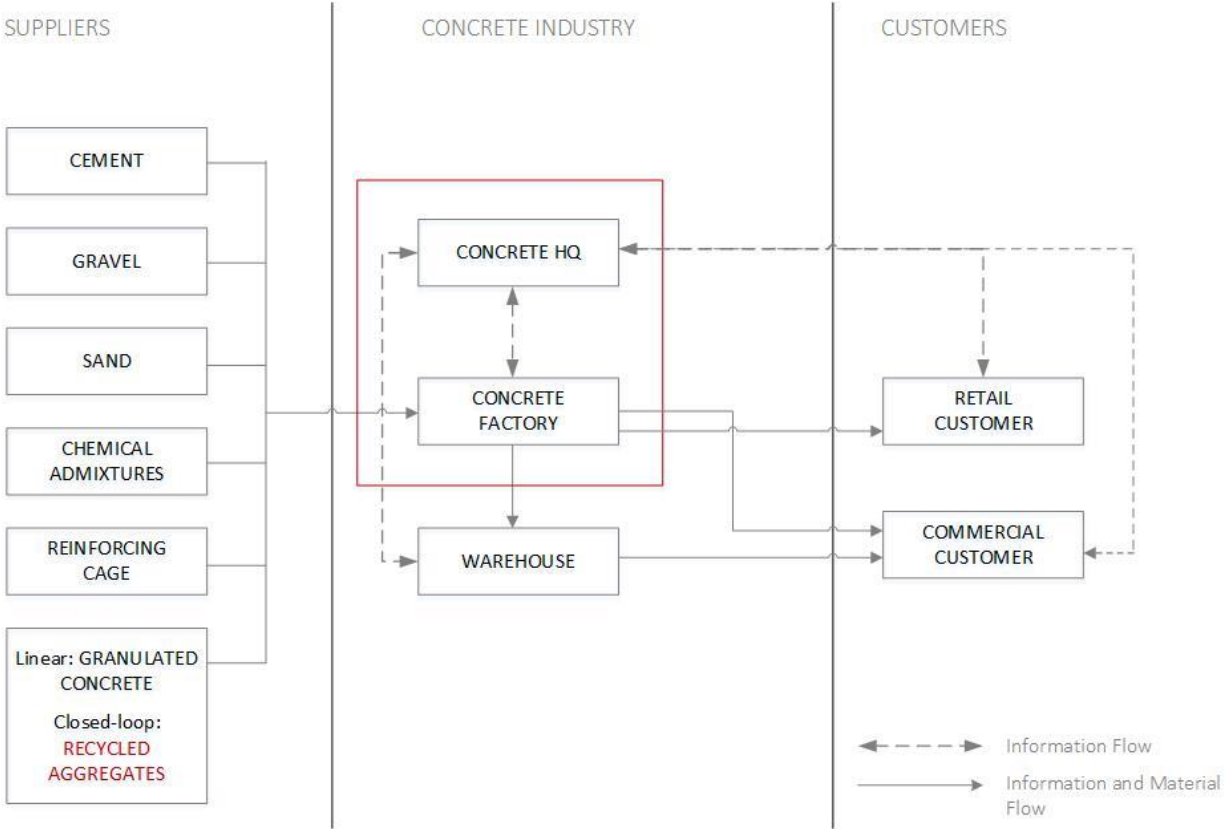 SUPPLIERS
CONCRETE INDUSTRY
CUSTOMERS
CEMENT
GRAVEL
SAND
CHEMICAL
ADMIXTURES
REINFORCING
CAGE
Linear: GRANULATED
CONCRETE
Closed-loop:
RECYCLED
AGGREGATES
CONCRETE HQ
CONCRETE
FACTORY
WAREHOUSE
RETAIL
CUSTOMER
COMMERCIAL
CUSTOMER
Information Flow
Information and Material
Flow